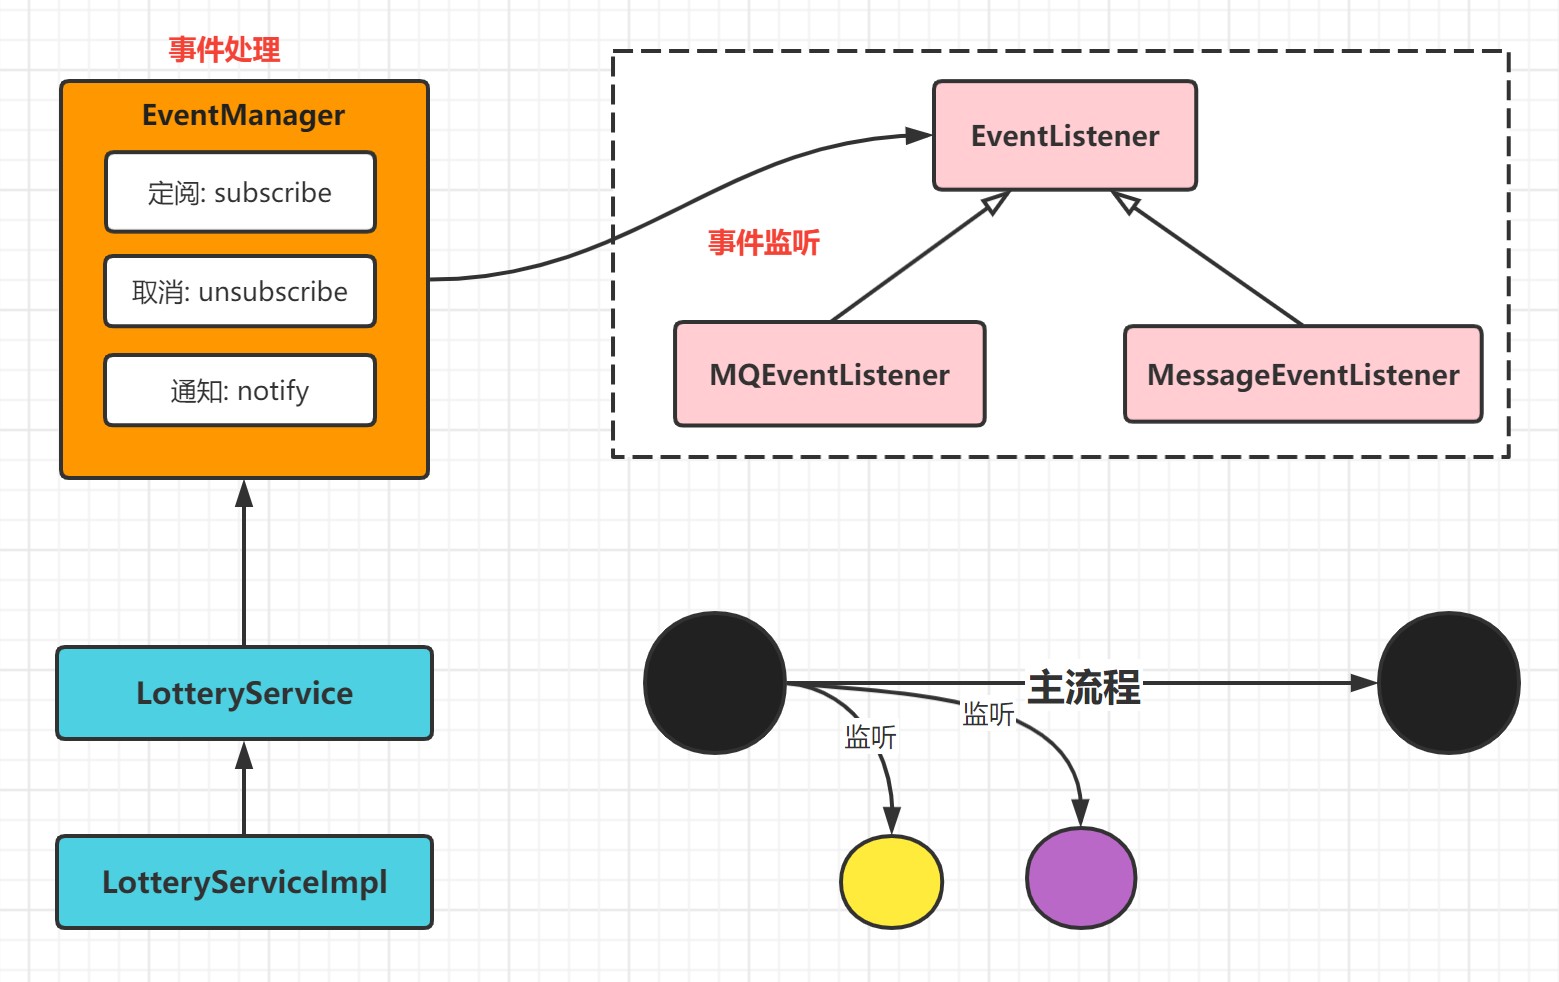 事件处理
EventManager
定阅: subscribe
取消: unsubscribe
通知: notify
EventListener
事件监听
MQEventListener
MessageEventListener
LotteryService
LotteryServiceImpl
主流程
监听
监听